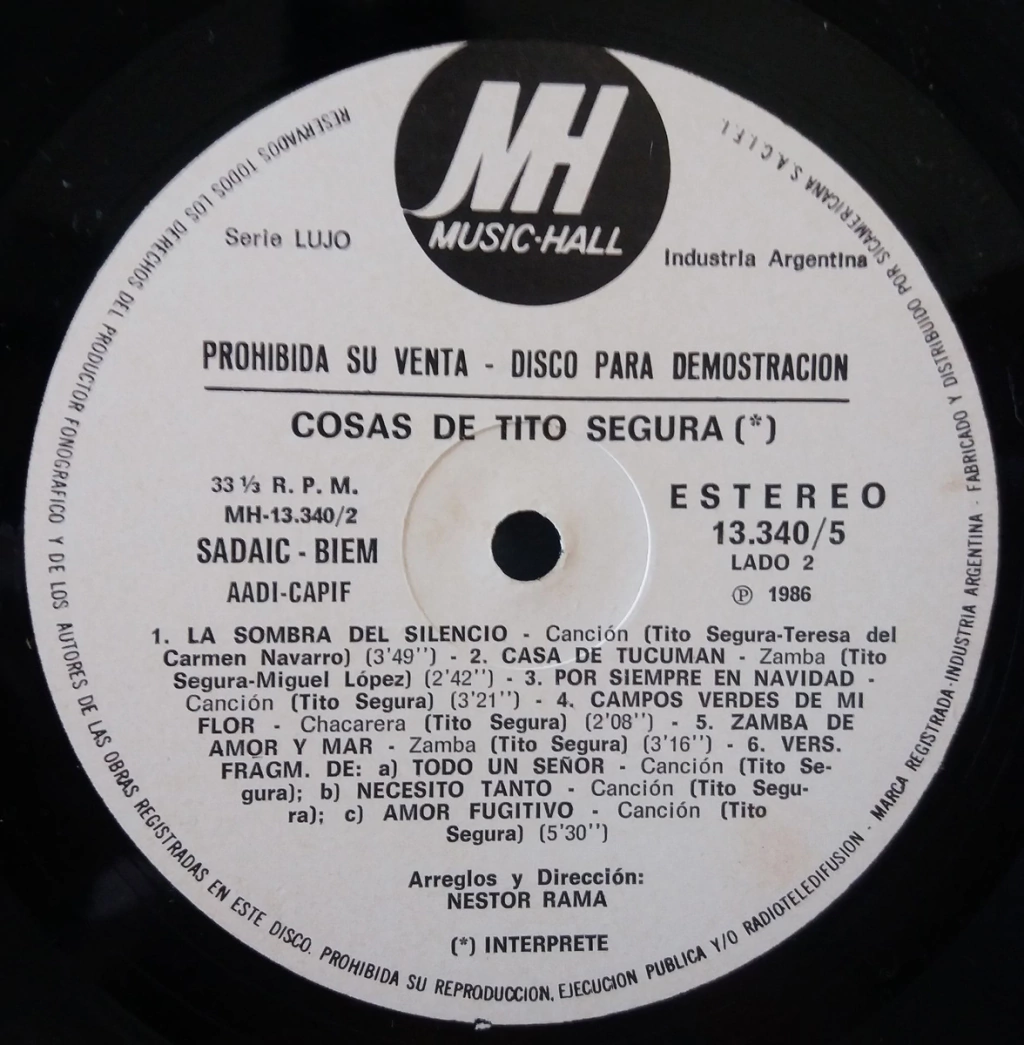 MH
MUSIC-HALL
Serie LUJO
Industria Argentina
PROHIBIDA SU VENTA - DISCO PARA DEMOSTRACION
COSAS DE TITO SEGURA (*)
33 ⅓ R. P. M.
MH-13.340/2
SADAIC - BIEM
AADI-CAPIF
ESTEREO
13.340/5
LADO 2
℗ 1986
1. LA SOMBRA DEL SILENCIO - Canción (Tito Segura-Teresa del
Carmen Navarro) (3'49'') - 2. CASA DE TUCUMAN - Zamba (Tito
Segura-Miguel López) (2'42'') - 3. POR SIEMPRE EN NAVIDAD -
Canción (Tito Segura) (3'21'') - 4. CAMPOS VERDES DE MI
FLOR - Chacarera (Tito Segura) (2'08'') - 5. ZAMBA DE
AMOR Y MAR - Zamba (Tito Segura) (3'16'') - 6. VERS.
FRAGM. DE: a) TODO UN SEÑOR - Canción (Tito Se-
gura); b) NECESITO TANTO - Canción (Tito Segu-
ra); c) AMOR FUGITIVO - Canción (Tito
Segura) (5'30'')
Arreglos y Dirección:
NESTOR RAMA
(*) INTERPRETE
RESERVADOS TODOS LOS DERECHOS DEL PRODUCTOR FONOGRAFICO Y DE LOS AUTORES DE LAS OBRAS REGISTRADAS EN ESTE DISCO. PROHIBIDA SU REPRODUCCION, EJECUCION PUBLICA Y/O RADIOTELEDIFUSION - MARCA REGISTRADA-INDUSTRIA ARGENTINA - FABRICADO Y DISTRIBUIDO POR SICAMERICANA S.A.C.I.F.I.